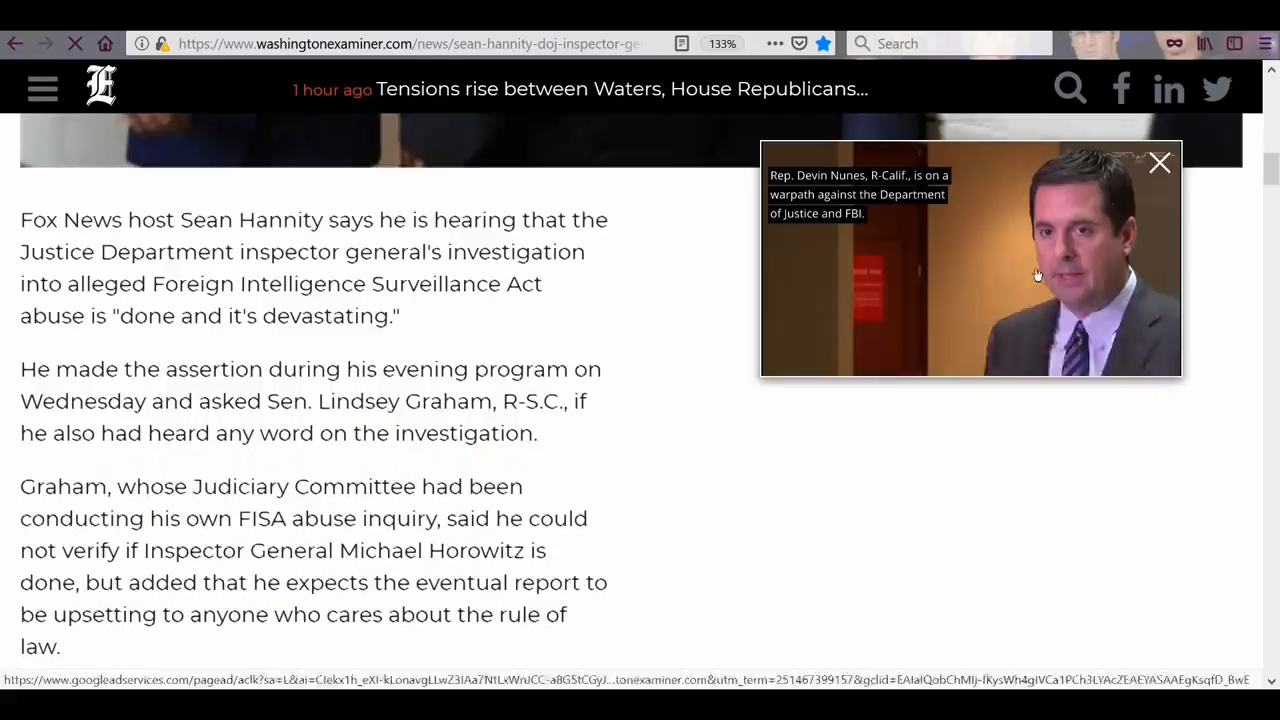 https://www.washingtonexaminer.com/news/sean-hannity-doj-inspector-ge
133%
Search
1 hour ago Tensions rise between Waters, House Republicans...
Rep. Devin Nunes, R-Calif., is on a
warpath against the Department
of Justice and FBI.
Fox News host Sean Hannity says he is hearing that the
Justice Department inspector general's investigation
into alleged Foreign Intelligence Surveillance Act
abuse is "done and it's devastating."
He made the assertion during his evening program on
Wednesday and asked Sen. Lindsey Graham, R-S.C., if
he also had heard any word on the investigation.
Graham, whose Judiciary Committee had been
conducting his own FISA abuse inquiry, said he could
not verify if Inspector General Michael Horowitz is
done, but added that he expects the eventual report to
be upsetting to anyone who cares about the rule of
law.